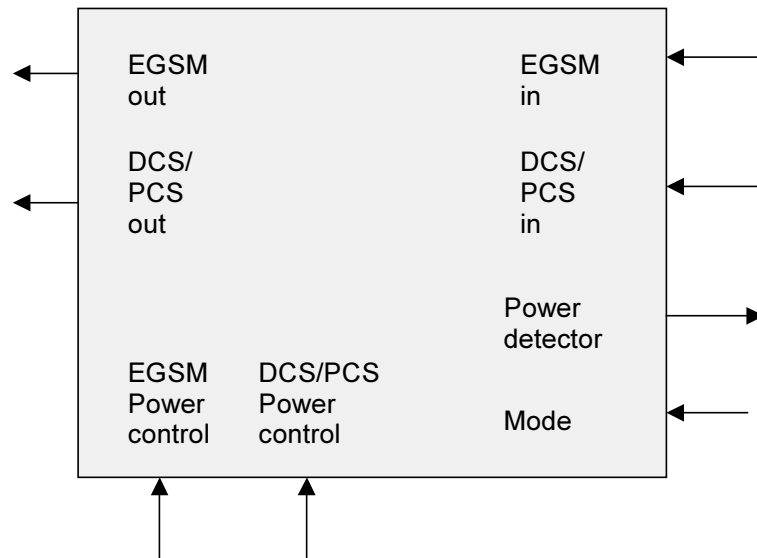 EGSM
out
EGSM
in
DCS/
PCS
out
DCS/
PCS
in
Power
detector
EGSM
Power
control
DCS/PCS
Power
control
Mode